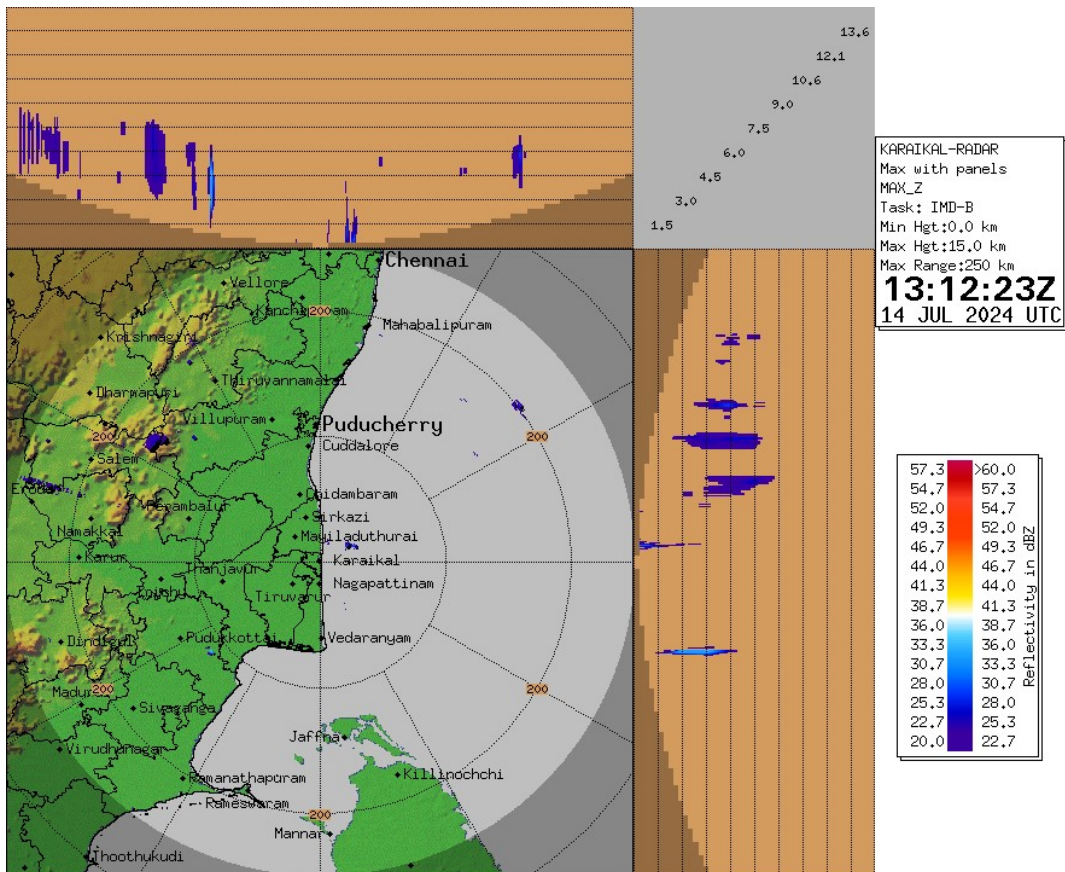 13.6
12.1
10.6
9.0
7.5
6.0
4.5
3.0
1.5
KARAIKAL-RADAR
Max with panels
MAX_Z
Task: IMD-B
Min Hgt:0.0 km
Max Hgt:15.0 km
Max Range:250 km
13:12:23Z
14 JUL 2024 UTC
Chennai
Vellore
200
Mahabalipuram
Krishnagiri
Thiruvannamalai
Dharmapuri
Villupuram
Puducherry
200
200
Cuddalore
Salem
Chidambaram
Perambalur
Sirkazi
Namakkal
Mayiladuthurai
Karur
Karaikal
Thanjavur
Nagapattinam
Tiruvarur
Pudukkottai
Vedaranyam
Dindigul
200
200
Sivaganga
Jaffna
Virudhunagar
Killinochchi
Ramanathapuram
Rameswaram
200
Mannar
Thoothukudi
57.3 >60.0
54.7 57.3
52.0 54.7
49.3 52.0
46.7 49.3
44.0 46.7
41.3 44.0
38.7 41.3
36.0 38.7
33.3 36.0
30.7 33.3
28.0 30.7
25.3 28.0
22.7 25.3
20.0 22.7
Reflectivity in dBZ